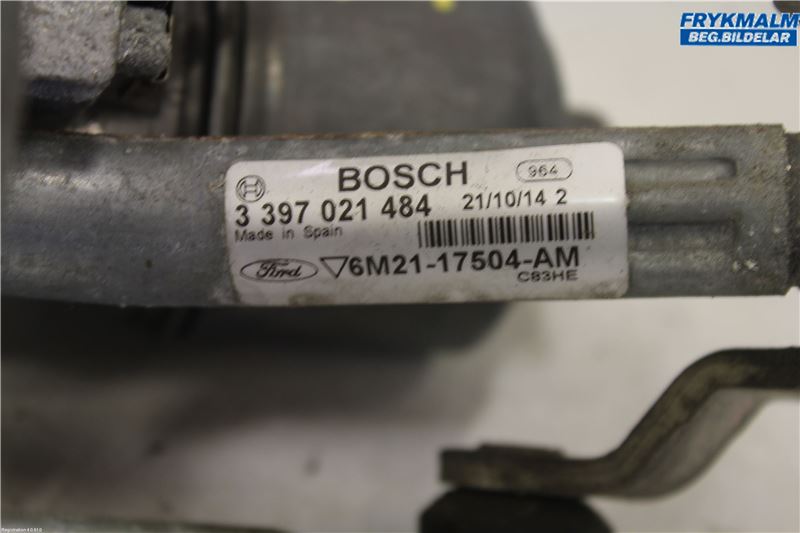 FRYKMALM
BEG.BILDELAR
BOSCH
964
3 397 021 484
21/10/14 2
Made in Spain
Ford
6M21-17504-AM
C83HE